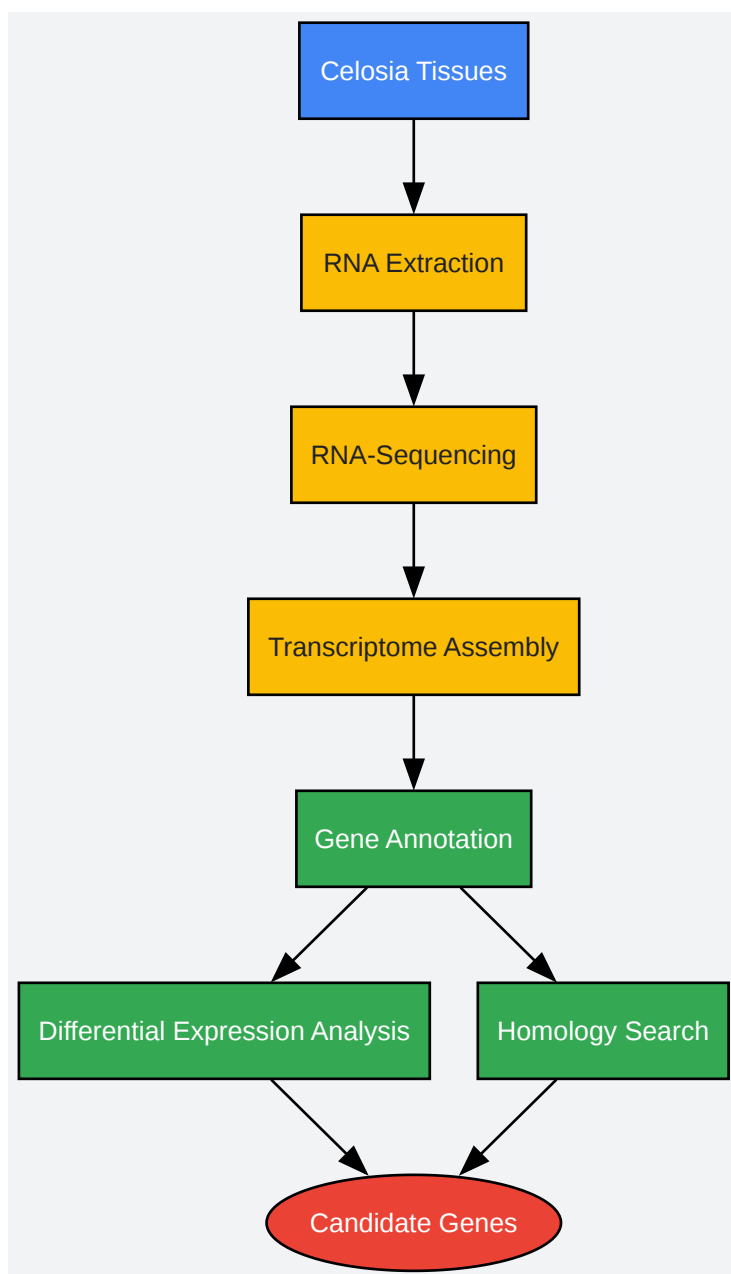 Celosia Tissues
RNA Extraction
RNA-Sequencing
Transcriptome Assembly
Gene Annotation
Differential Expression Analysis
Homology Search
Candidate Genes